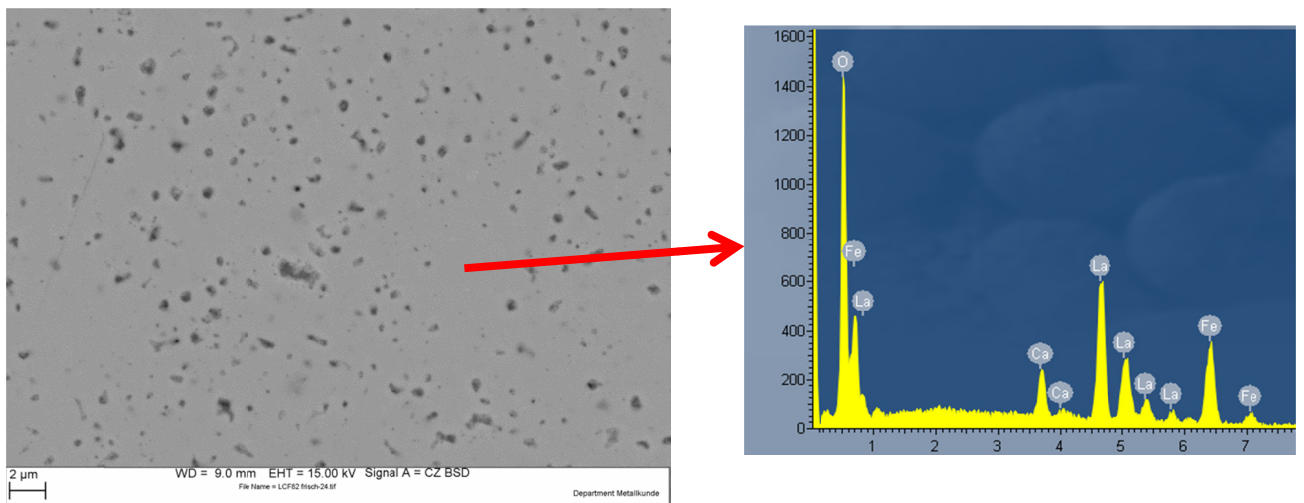 2 µm
WD = 9.0 mm EHT = 15.00 kV Signal A = CZ BSD
File Name = LCF82 frisch-24.tif
Department Metallkunde
1600
1400
1200
1000
800
600
400
200
0
O
Fe
La
Ca
Ca
La
La
La
La
Fe
Fe
1 2 3 4 5 6 7